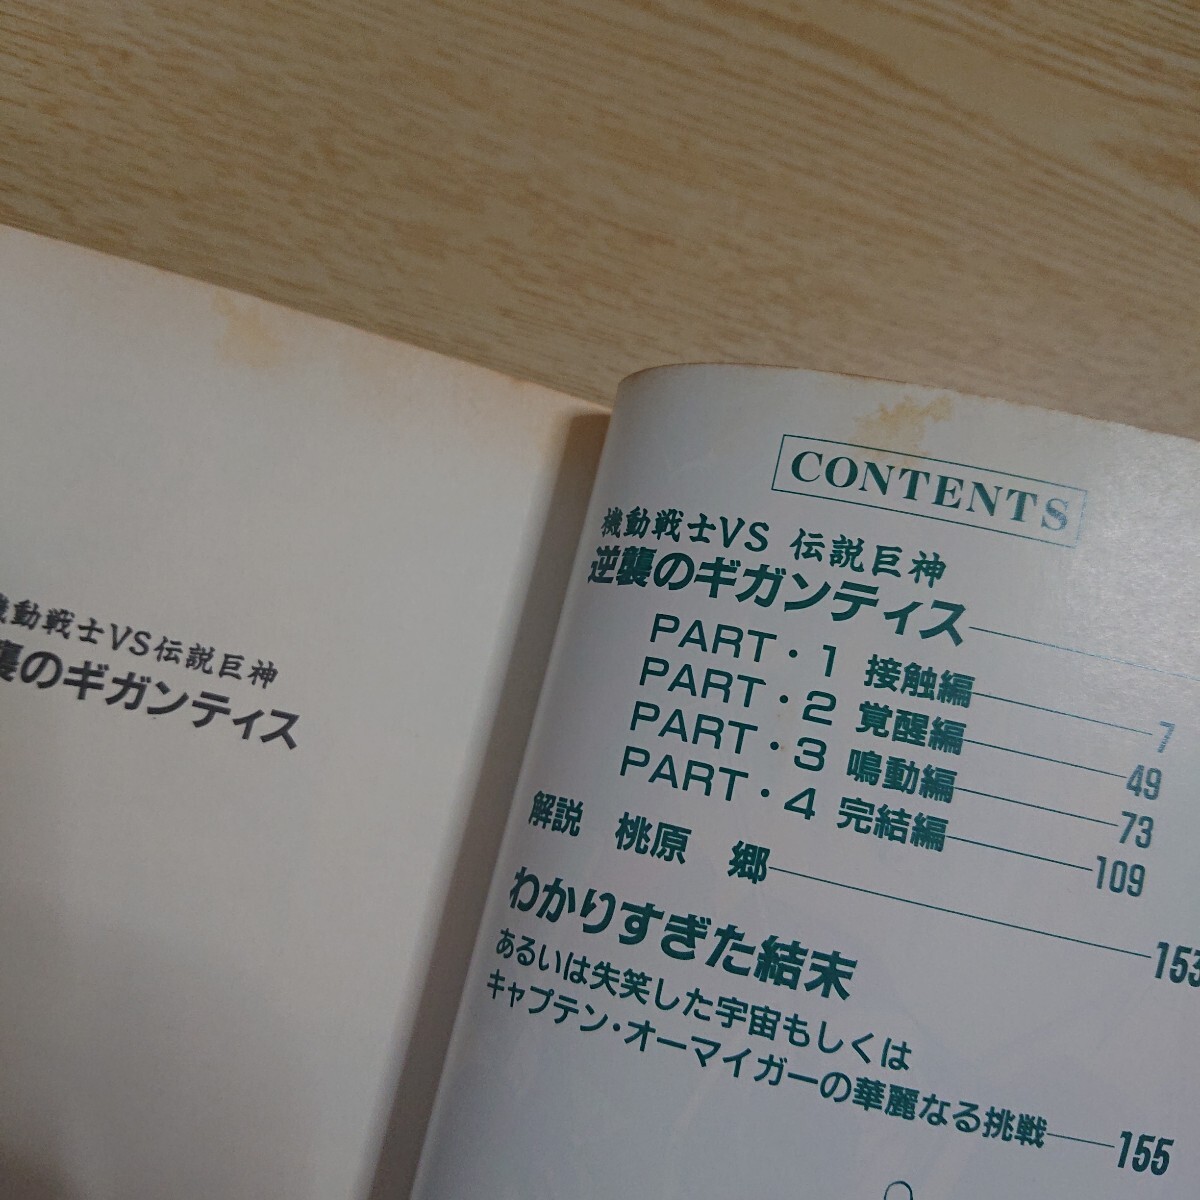 機動戦士VS伝説巨神
襲のギガンティス
CONTENTS
機動戦士VS 伝説巨神
逆襲のギガンティス
PART・1 接触編 7
PART・2 覚醒編 49
PART・3 鳴動編 73
PART・4 完結編 109
解説 桃原 郷 153
わかりすぎた結末
あるいは失笑した宇宙もしくは
キャプテン・オーマイガーの華麗なる挑戦 155